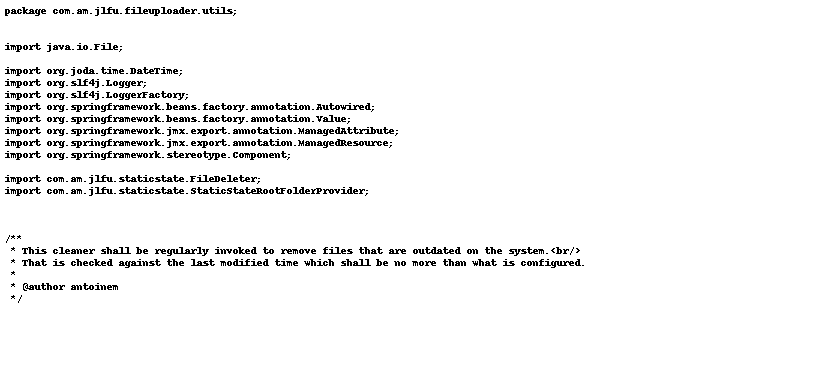 package com.am.jlfu.fileuploader.utils;
import java.io.File;
import org.joda.time.DateTime;
import org.slf4j.Logger;
import org.slf4j.LoggerFactory;
import org.springframework.beans.factory.annotation.Autowired;
import org.springframework.beans.factory.annotation.Value;
import org.springframework.jmx.export.annotation.ManagedAttribute;
import org.springframework.jmx.export.annotation.ManagedResource;
import org.springframework.stereotype.Component;
import com.am.jlfu.staticstate.FileDeleter;
import com.am.jlfu.staticstate.StaticStateRootFolderProvider;
/**
 * This cleaner shall be regularly invoked to remove files that are outdated on the system.<br/>
 * That is checked against the last modified time which shall be no more than what is configured.
 *
 * @author antoinem
 */